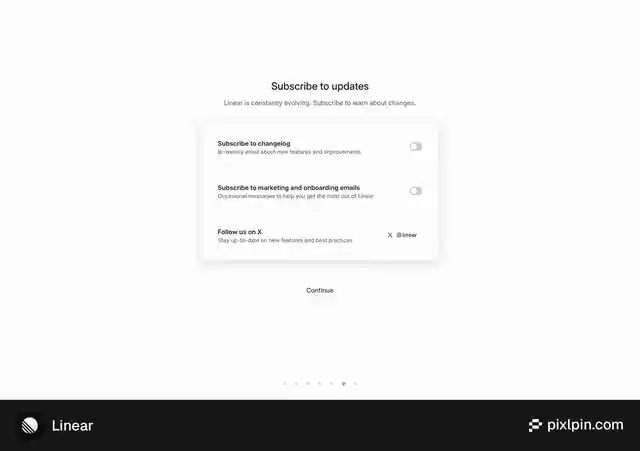 Subscribe to updates
Linear is constantly evolving. Subscribe to learn about changes.
Subscribe to changelog
Bi-weekly email about new features and improvements
Subscribe to marketing and onboarding emails
Occasional messages to help you get the most out of Linear
Follow us on X
Stay up-to-date on new features and best practices
X @linear
Continue
Linear
pixlpin.com